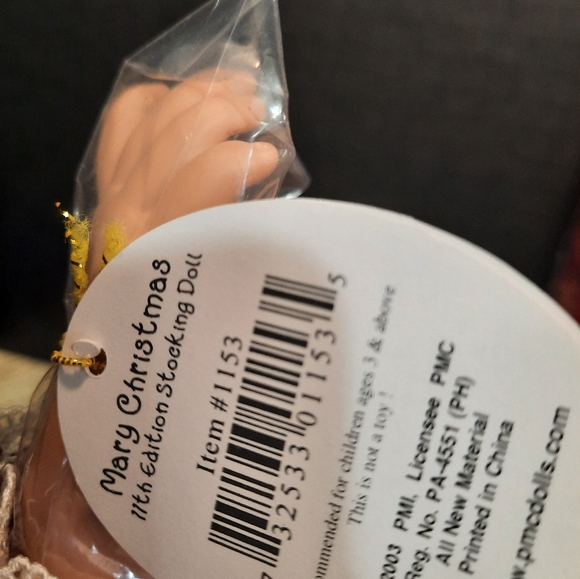 Mary Christmas
11th Edition Stocking Doll
Item #1153
7 32533 01153 5
ommended for children ages 3 & above
This is not a toy !
2003 PMI, Licensee PMC
Reg. No. PA-4551 (PH)
All New Material
Printed in China
w.pmcdolls.com